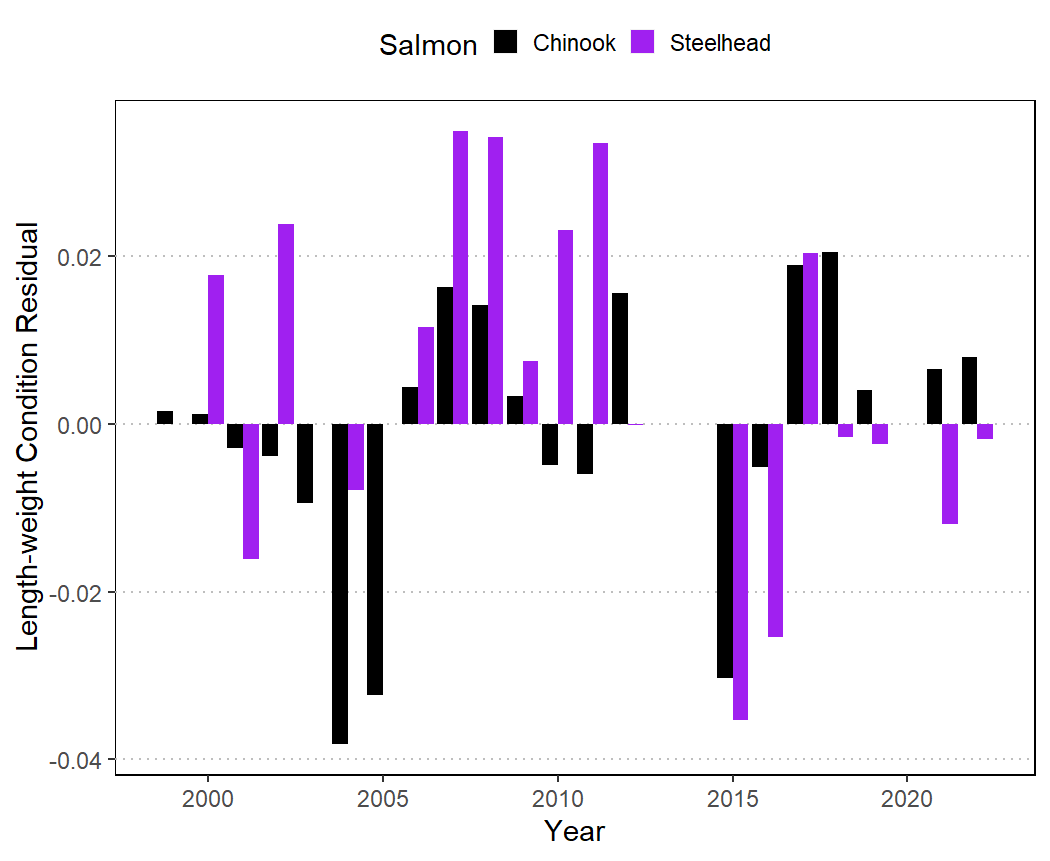 Salmon Chinook Steelhead
Length-weight Condition Residual
0.02
0.00
-0.02
-0.04
2000 2005 2010 2015 2020
Year